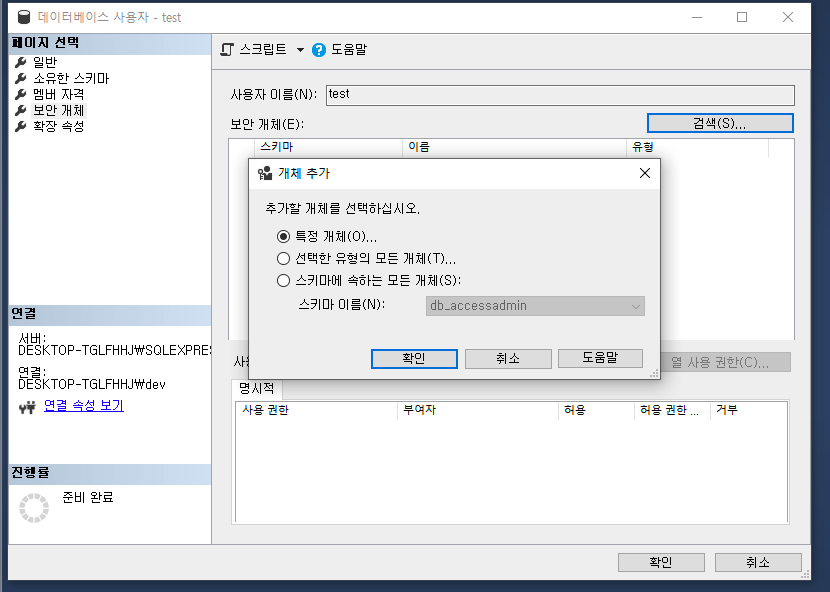 데이터베이스 사용자 - test
페이지 선택
일반
소유한 스키마
멤버 자격
보안 개체
확장 속성
스크립트 도움말
사용자 이름(N): test
보안 개체(E): 검색(S)...
스키마 이름 유형
개체 추가
추가할 개체를 선택하십시오.
특정 개체(O)...
선택한 유형의 모든 개체(T)...
스키마에 속하는 모든 개체(S):
스키마 이름(N): db_accessadmin
확인 취소 도움말
열 사용 권한(C)...
명시적
사용 권한 부여자 허용 허용 권한 ... 거부
연결
서버:
DESKTOP-TGLFHHJ₩SQLEXPRES
연결:
DESKTOP-TGLFHHJ₩dev
연결 속성 보기
진행률
준비 완료
확인 취소